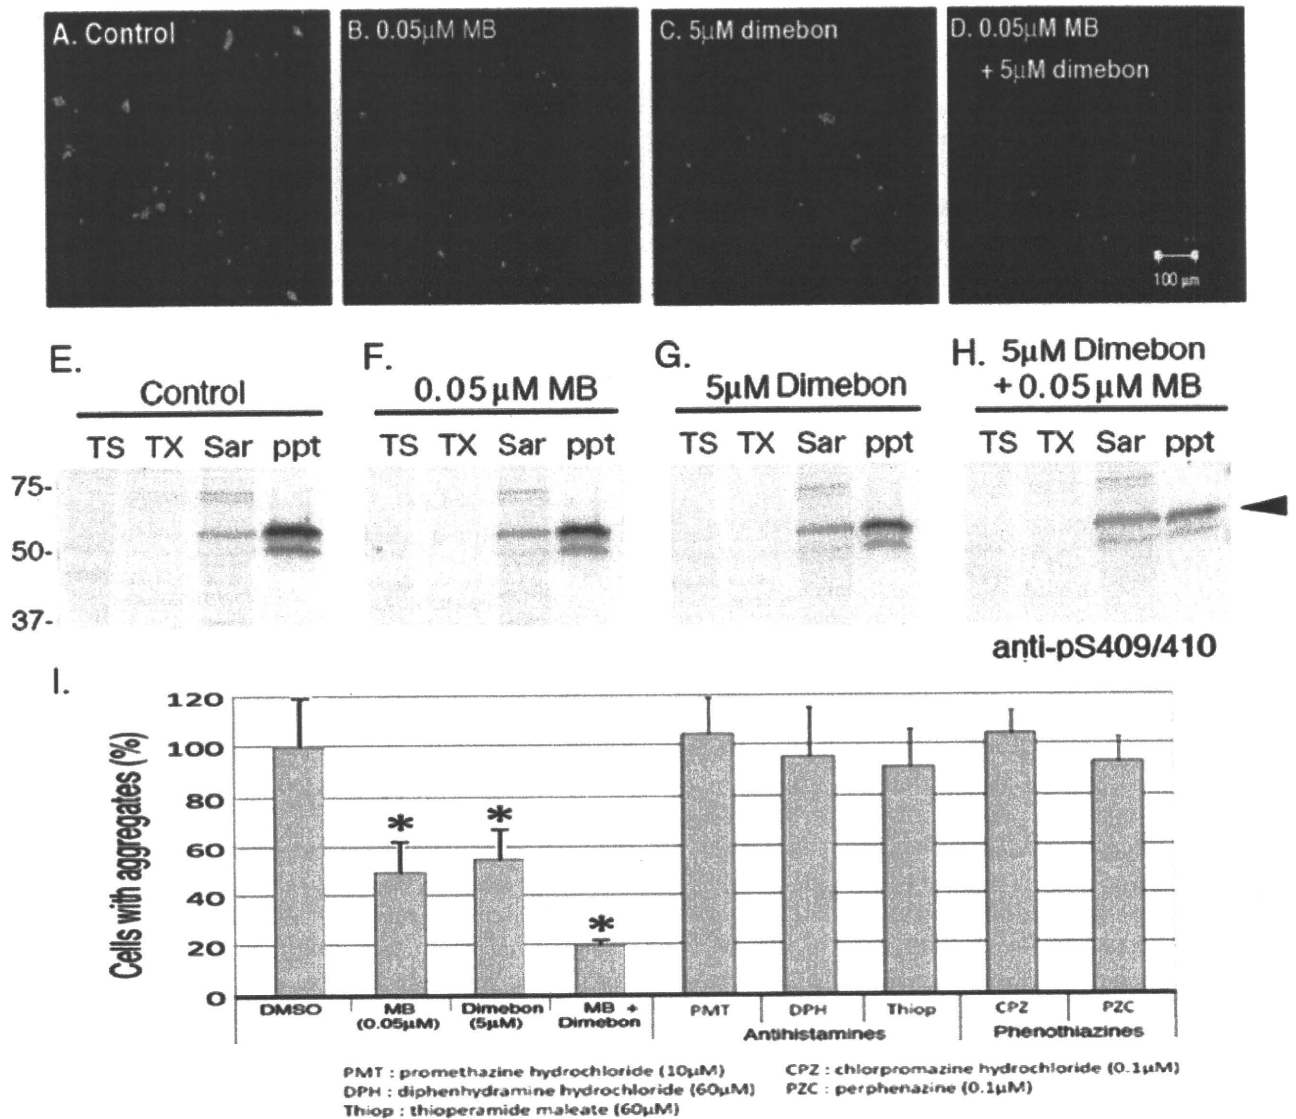 A. Control
B. 0.05μM MB
C. 5μM dimebon
D. 0.05μM MB
+ 5μM dimebon
100 μm
E.
Control
F.
0.05μM MB
G.
5μM Dimebon
H. 5μM Dimebon
+ 0.05μM MB
TS TX Sar ppt
TS TX Sar ppt
TS TX Sar ppt
TS TX Sar ppt
75-
50-
37-
anti-pS409/410
I.
Cells with aggregates (%)
120
100
80
60
40
20
0
*
*
*
DMSO
MB
(0.05μM)
Dimebon
(5μM)
MB +
Dimebon
PMT
DPH
Thiop
CPZ
PZC
Antihistamines
Phenothiazines
PMT : promethazine hydrochloride (10μM)
DPH : diphenhydramine hydrochloride (60μM)
Thiop : thioperamide maleate (60μM)
CPZ : chlorpromazine hydrochloride (0.1μM)
PZC : perphenazine (0.1μM)